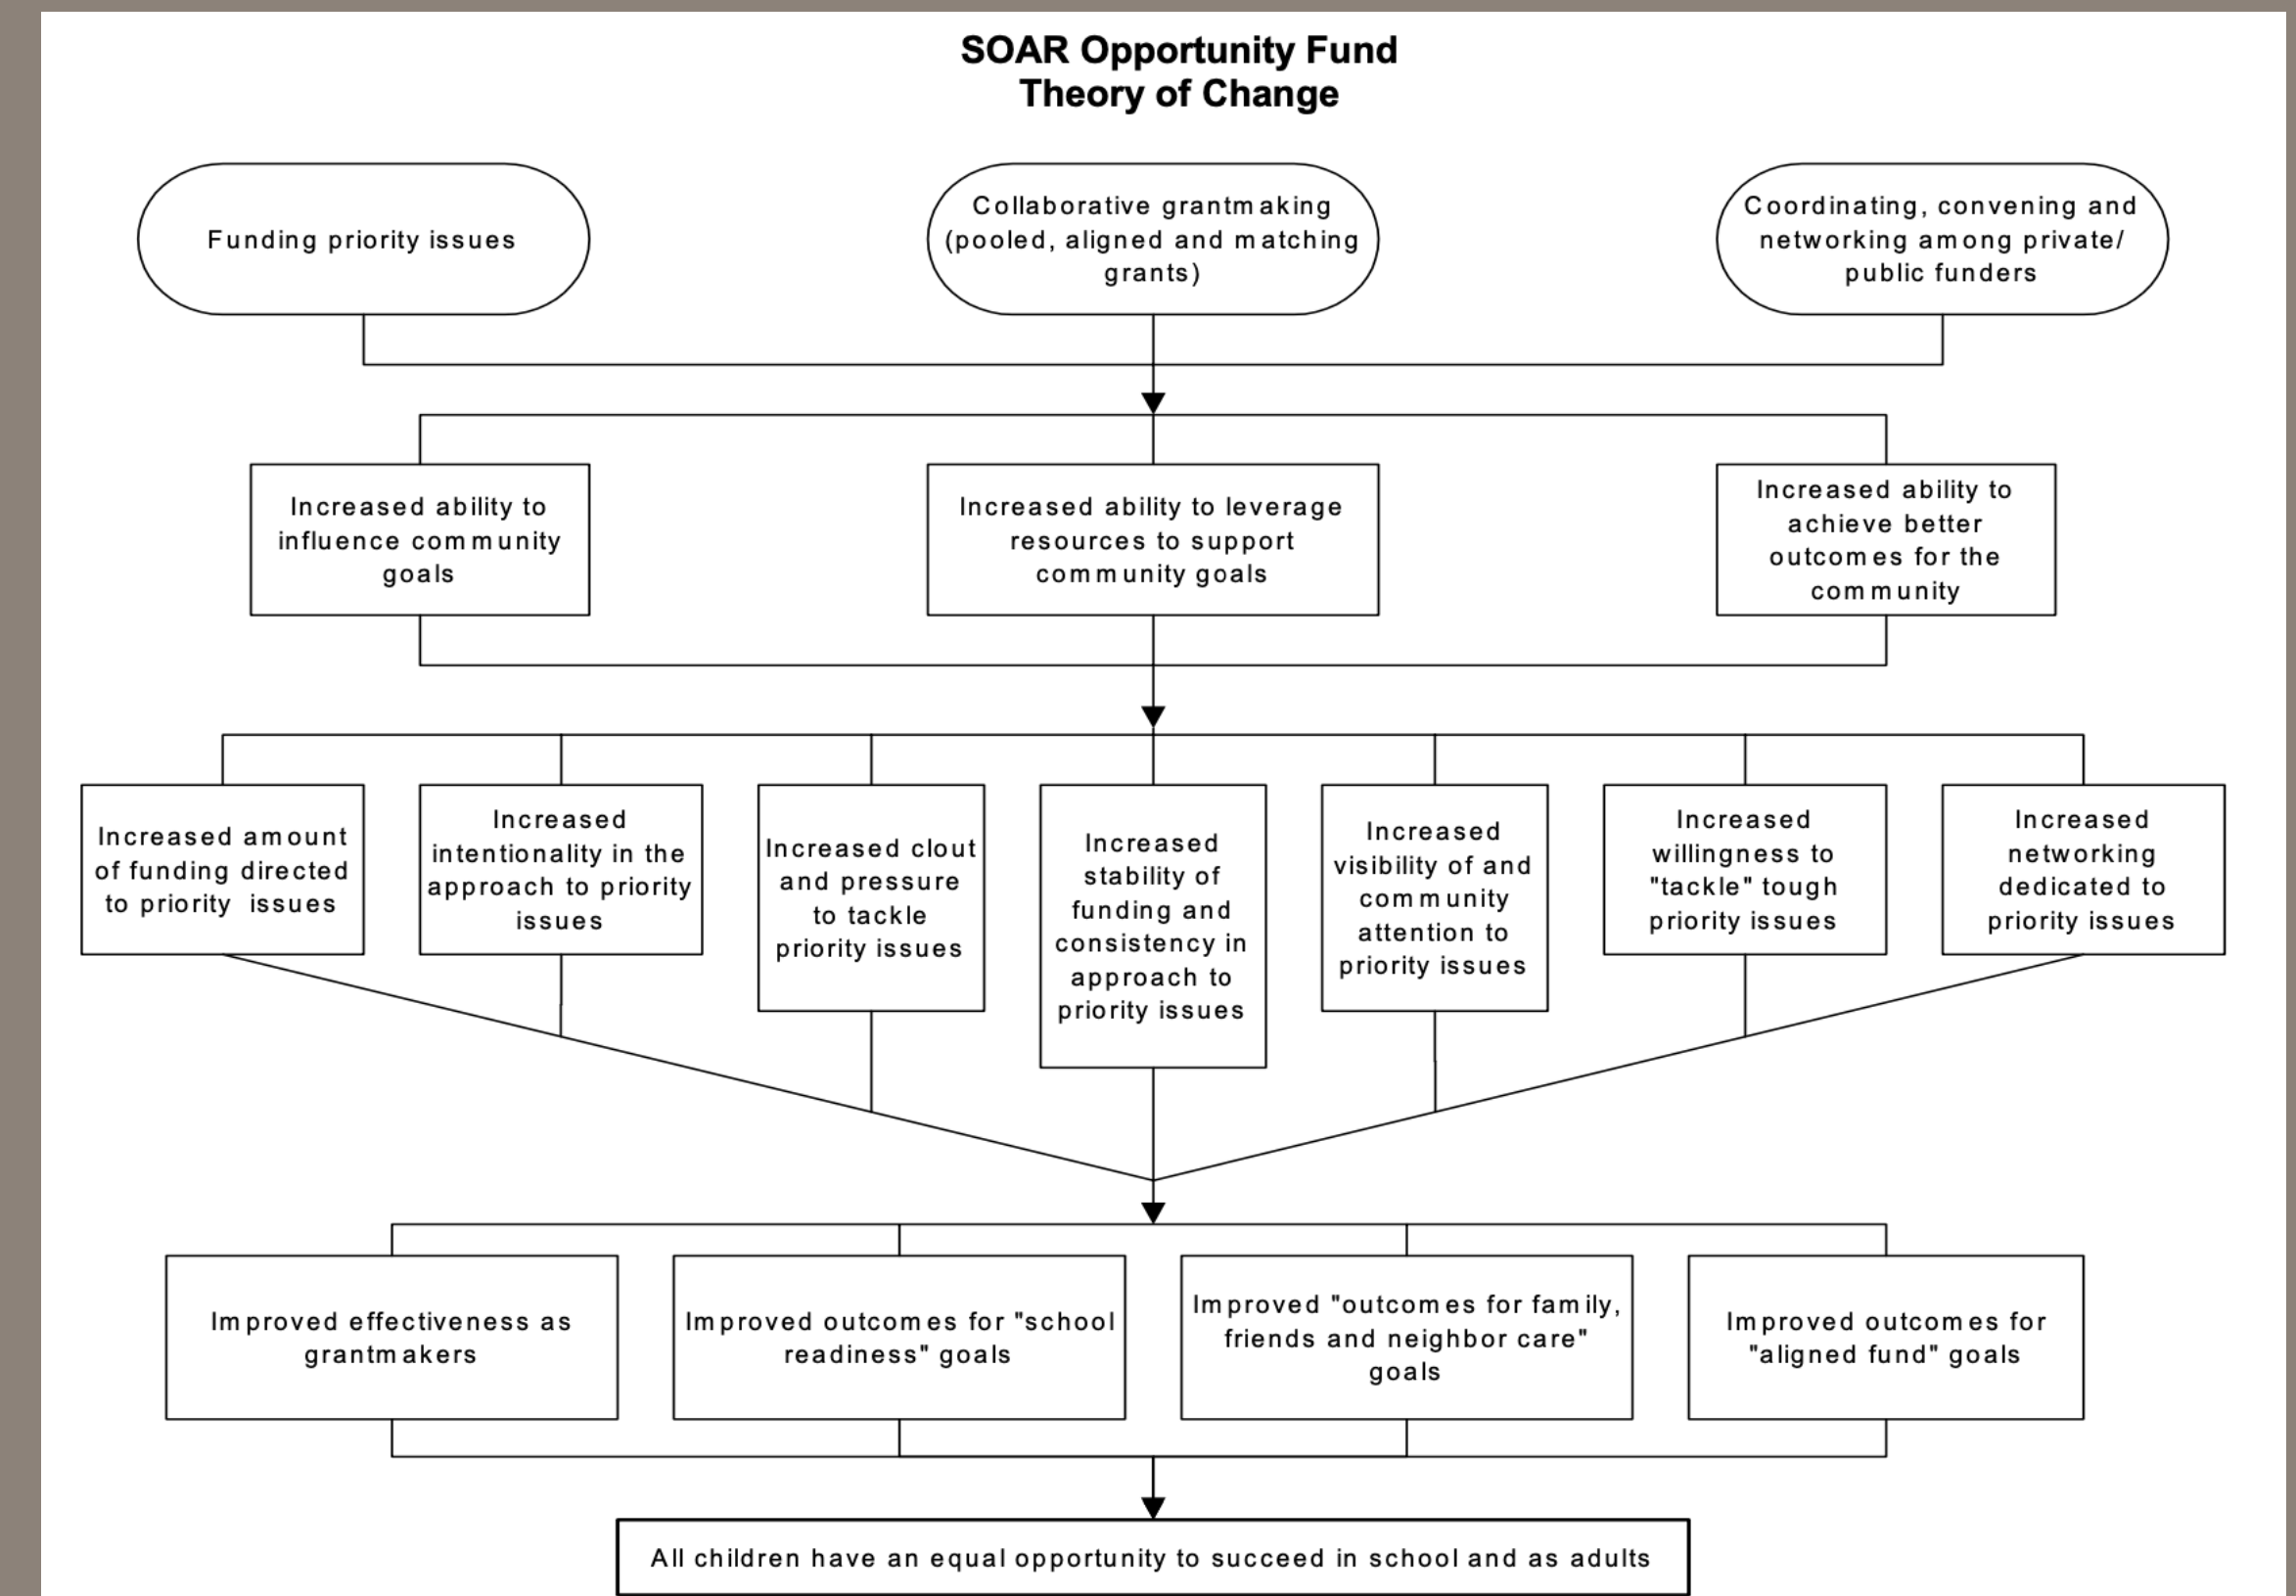 SOAR Opportunity Fund
Theory of Change
Funding priority issues
Collaborative grantmaking
(pooled, aligned and matching
grants)
Coordinating, convening and
networking among private/
public funders
Increased ability to
influence community
goals
Increased ability to leverage
resources to support
community goals
Increased ability to
achieve better
outcomes for the
community
Increased amount
of funding directed
to priority issues
Increased
intentionality in the
approach to priority
issues
Increased clout
and pressure
to tackle
priority issues
Increased
stability of
funding and
consistency in
approach to
priority issues
Increased
visibility of and
community
attention to
priority issues
Increased
willingness to
"tackle" tough
priority issues
Increased
networking
dedicated to
priority issues
Improved effectiveness as
grantmakers
Improved outcomes for "school
readiness" goals
Improved "outcomes for family,
friends and neighbor care"
goals
Improved outcomes for
"aligned fund" goals
All children have an equal opportunity to succeed in school and as adults